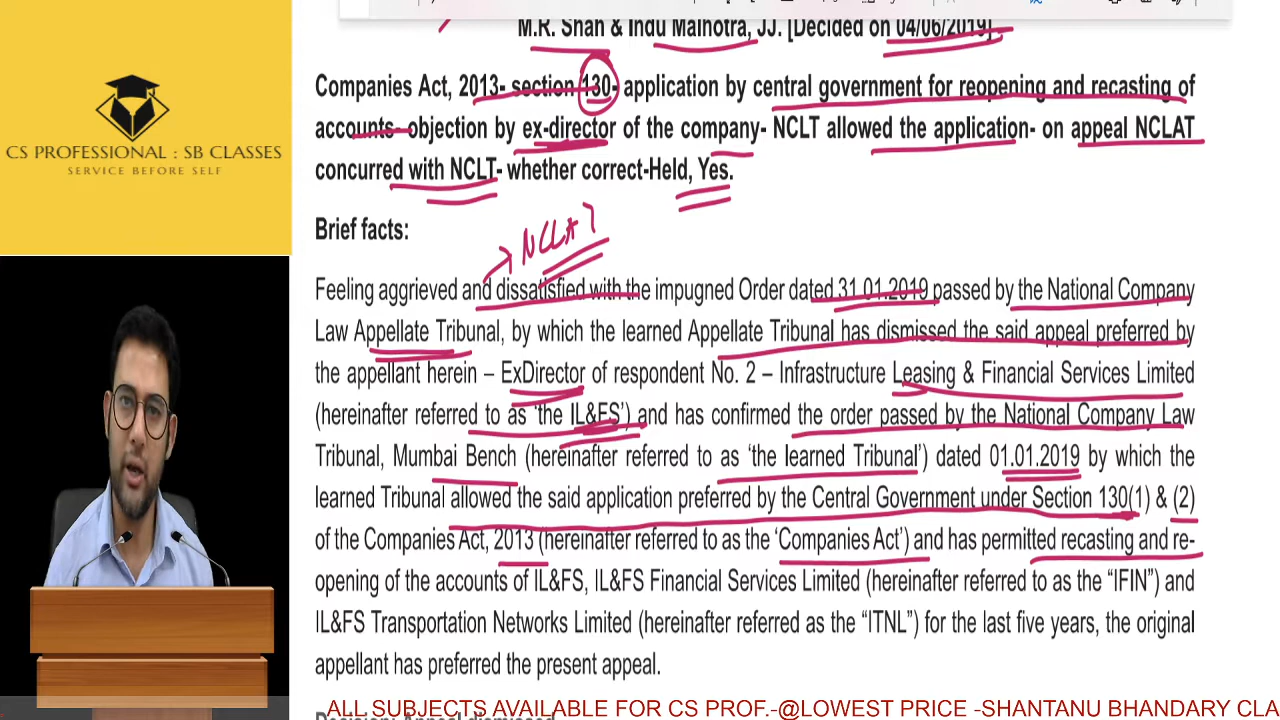 M.R. Shah & Indu Malhotra, JJ. [Decided on 04/06/2019]
Companies Act, 2013- section 130- application by central government for reopening and recasting of
accounts- objection by ex-director of the company- NCLT allowed the application- on appeal NCLAT
concurred with NCLT- whether correct-Held, Yes.
Brief facts:
NCLAT
Feeling aggrieved and dissatisfied with the impugned Order dated 31.01.2019 passed by the National Company
Law Appellate Tribunal, by which the learned Appellate Tribunal has dismissed the said appeal preferred by
the appellant herein – ExDirector of respondent No. 2 – Infrastructure Leasing & Financial Services Limited
(hereinafter referred to as ‘the IL&FS’) and has confirmed the order passed by the National Company Law
Tribunal, Mumbai Bench (hereinafter referred to as ‘the learned Tribunal’) dated 01.01.2019 by which the
learned Tribunal allowed the said application preferred by the Central Government under Section 130(1) & (2)
of the Companies Act, 2013 (hereinafter referred to as the ‘Companies Act’) and has permitted recasting and re-
opening of the accounts of IL&FS, IL&FS Financial Services Limited (hereinafter referred to as the “IFIN”) and
IL&FS Transportation Networks Limited (hereinafter referred as the “ITNL”) for the last five years, the original
appellant has preferred the present appeal.
Decision: Appeal dismissed
CS PROFESSIONAL : SB CLASSES
SERVICE BEFORE SELF
ALL SUBJECTS AVAILABLE FOR CS PROF.-@LOWEST PRICE -SHANTANU BHANDARY CLA